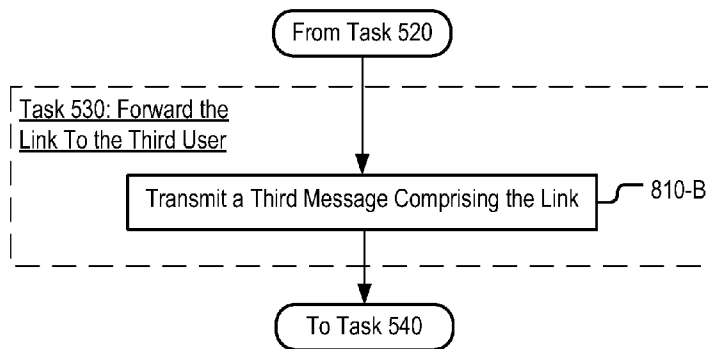 From Task 520
Task 530: Forward the
Link To the Third User
Transmit a Third Message Comprising the Link
810-B
To Task 540